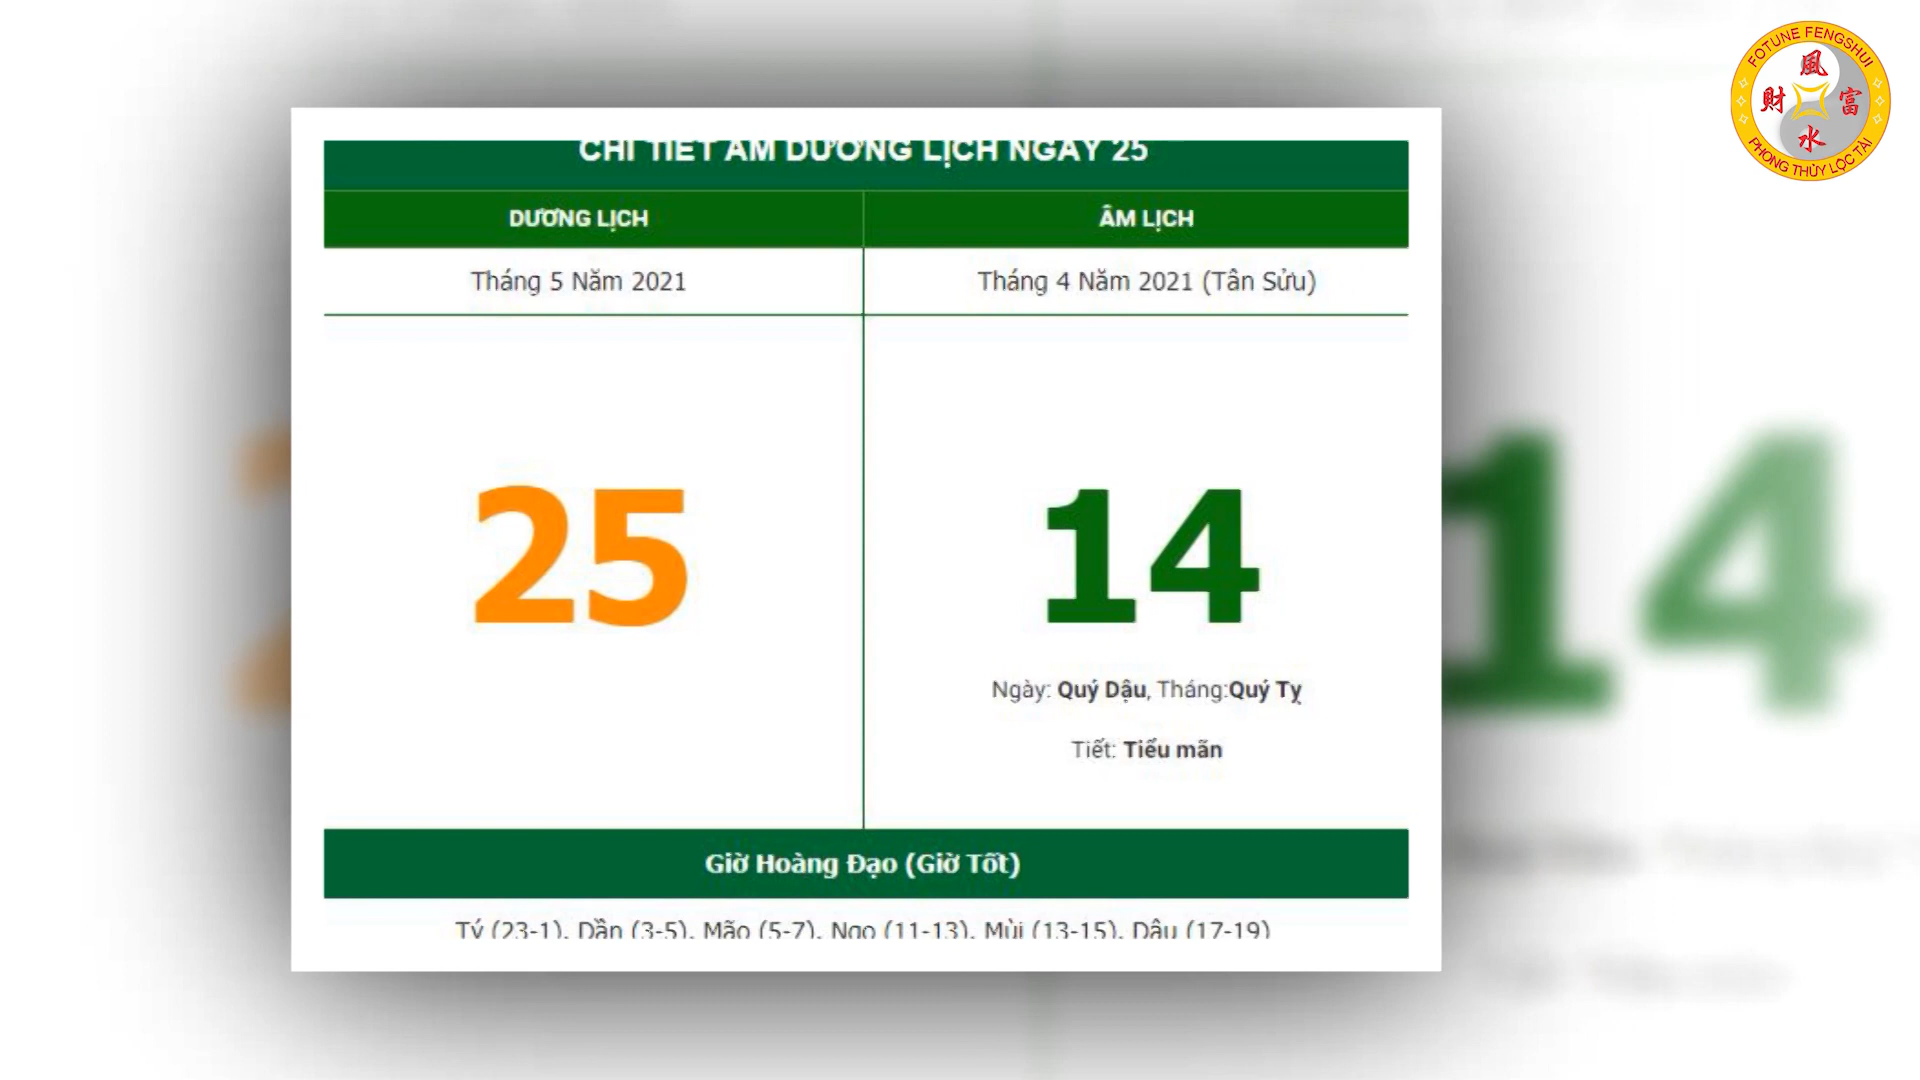 CHI TIẾT ÂM DƯƠNG LỊCH NGÀY 25
DƯƠNG LỊCH
ÂM LỊCH
Tháng 5 Năm 2021
Tháng 4 Năm 2021 (Tân Sửu)
25
14
Ngày: Quý Dậu, Tháng:Quý Tỵ
Tiết: Tiểu mãn
Giờ Hoàng Đạo (Giờ Tốt)
Tý (23-1), Dần (3-5), Mão (5-7), Ngọ (11-13), Mùi (13-15), Dậu (17-19)
FOTUNE FENGSHUI
風
財
富
水
PHONG THỦY LỘC TÀI